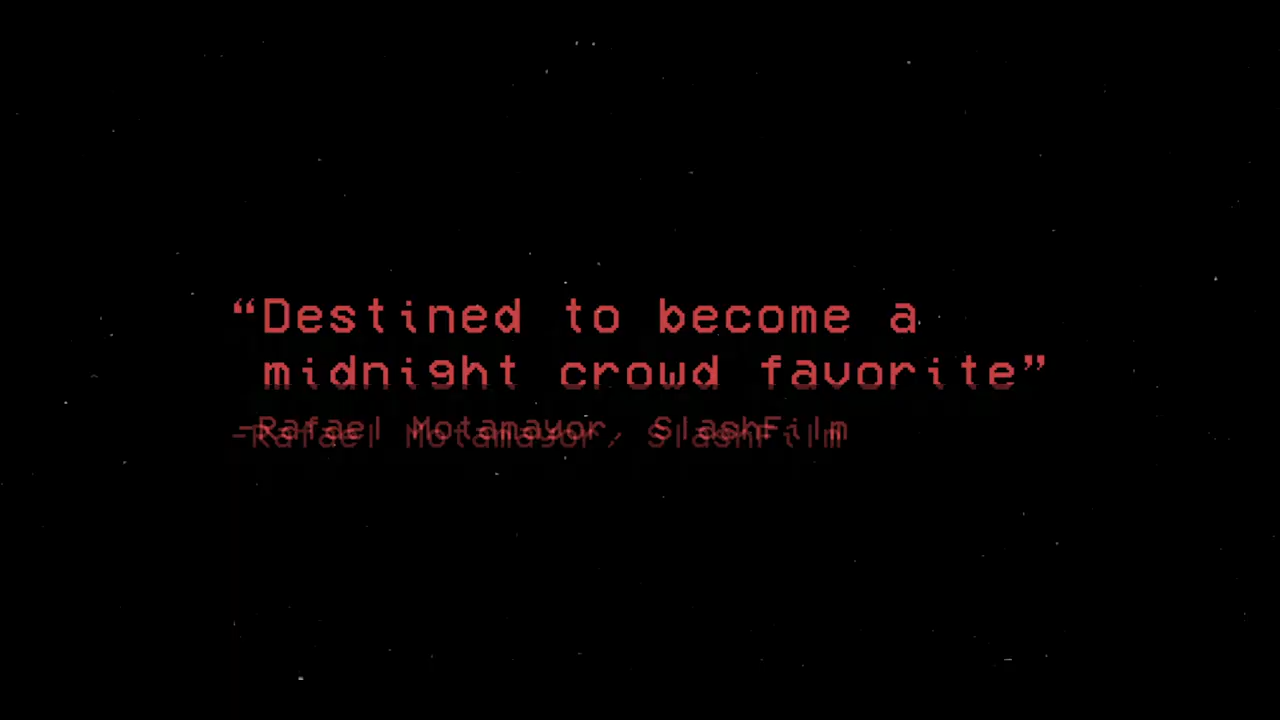 “Destined to become a
midnight crowd favorite”
-Rafael Motamayor, SlashFilm